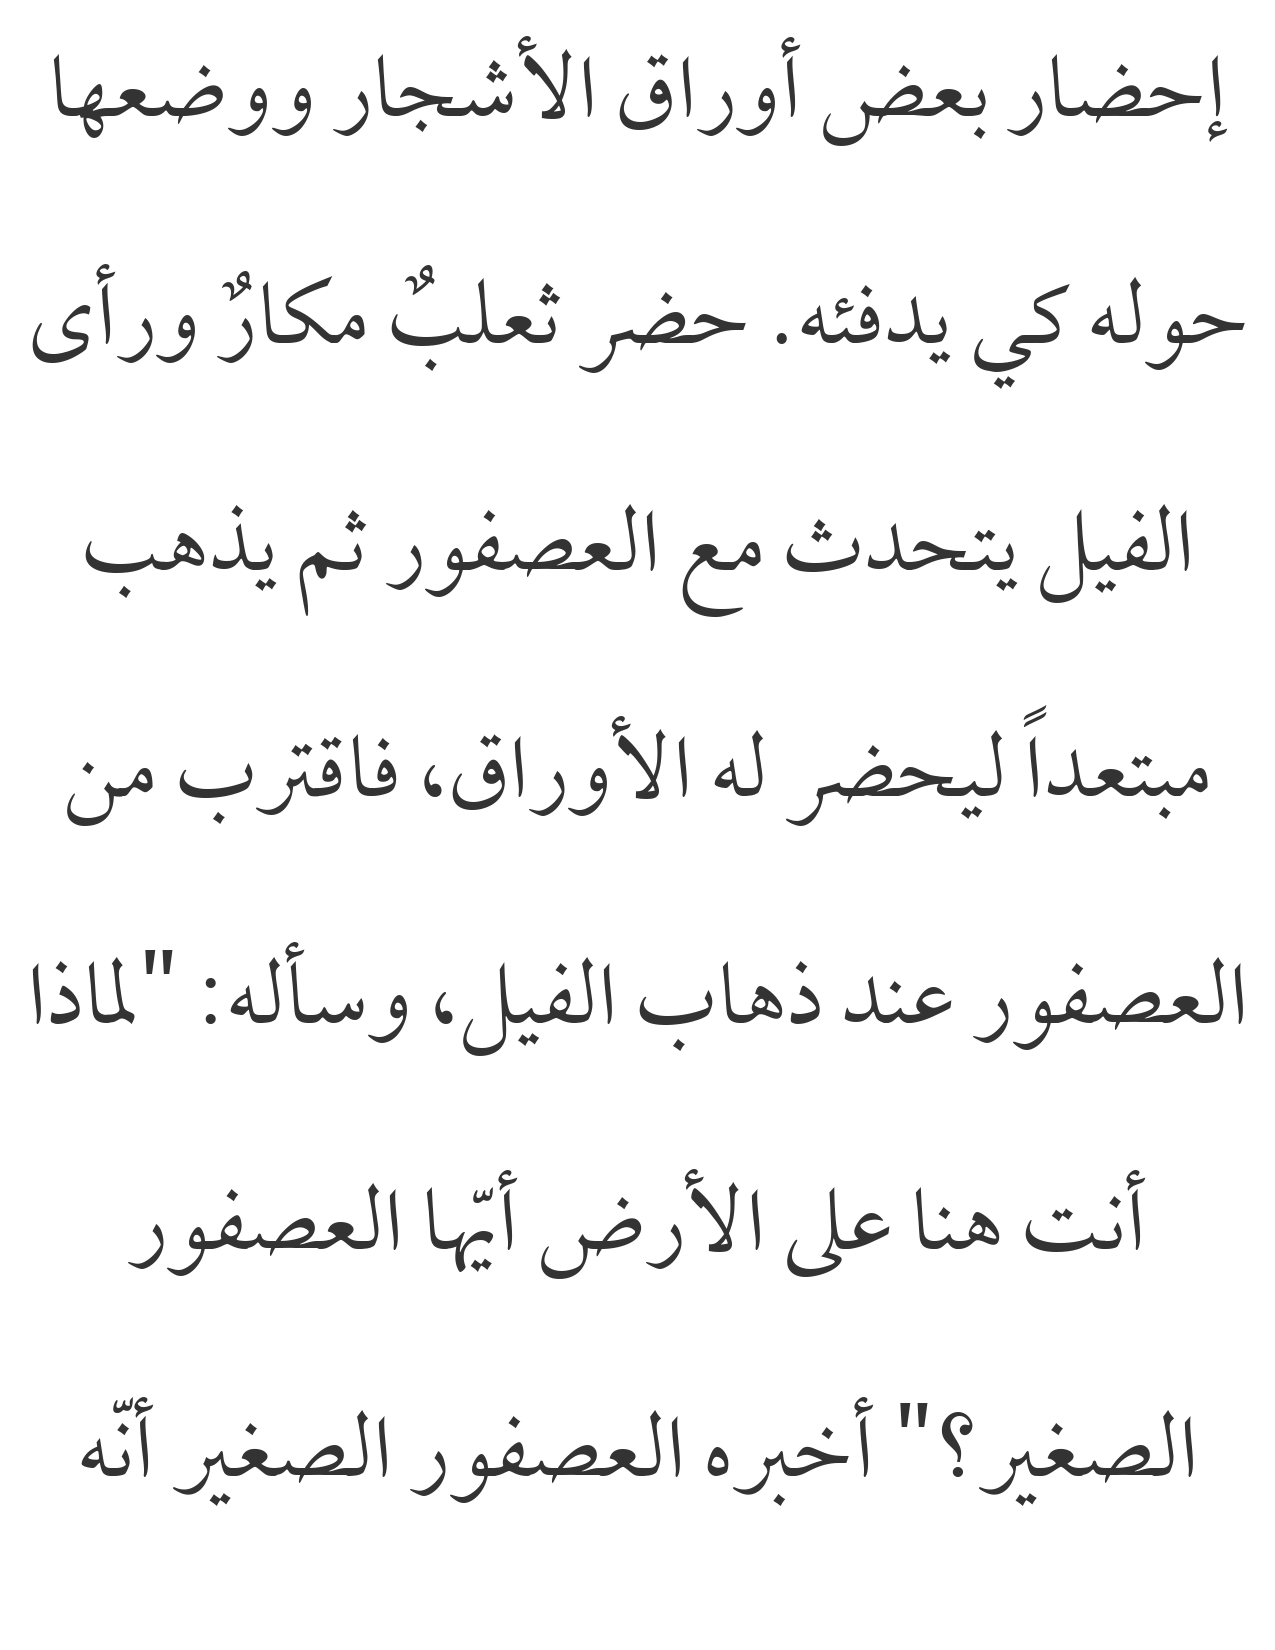 إحضار بعض أوراق الأشجار ووضعها
حوله كي يدفئه. حضر ثعلبٌ مكارٌ ورأى
الفيل يتحدث مع العصفور ثم يذهب
مبتعداً ليحضر له الأوراق، فاقترب من
العصفور عند ذهاب الفيل، وسأله: "لماذا
أنت هنا على الأرض أيّها العصفور
الصغير؟" أخبره العصفور الصغير أنّه